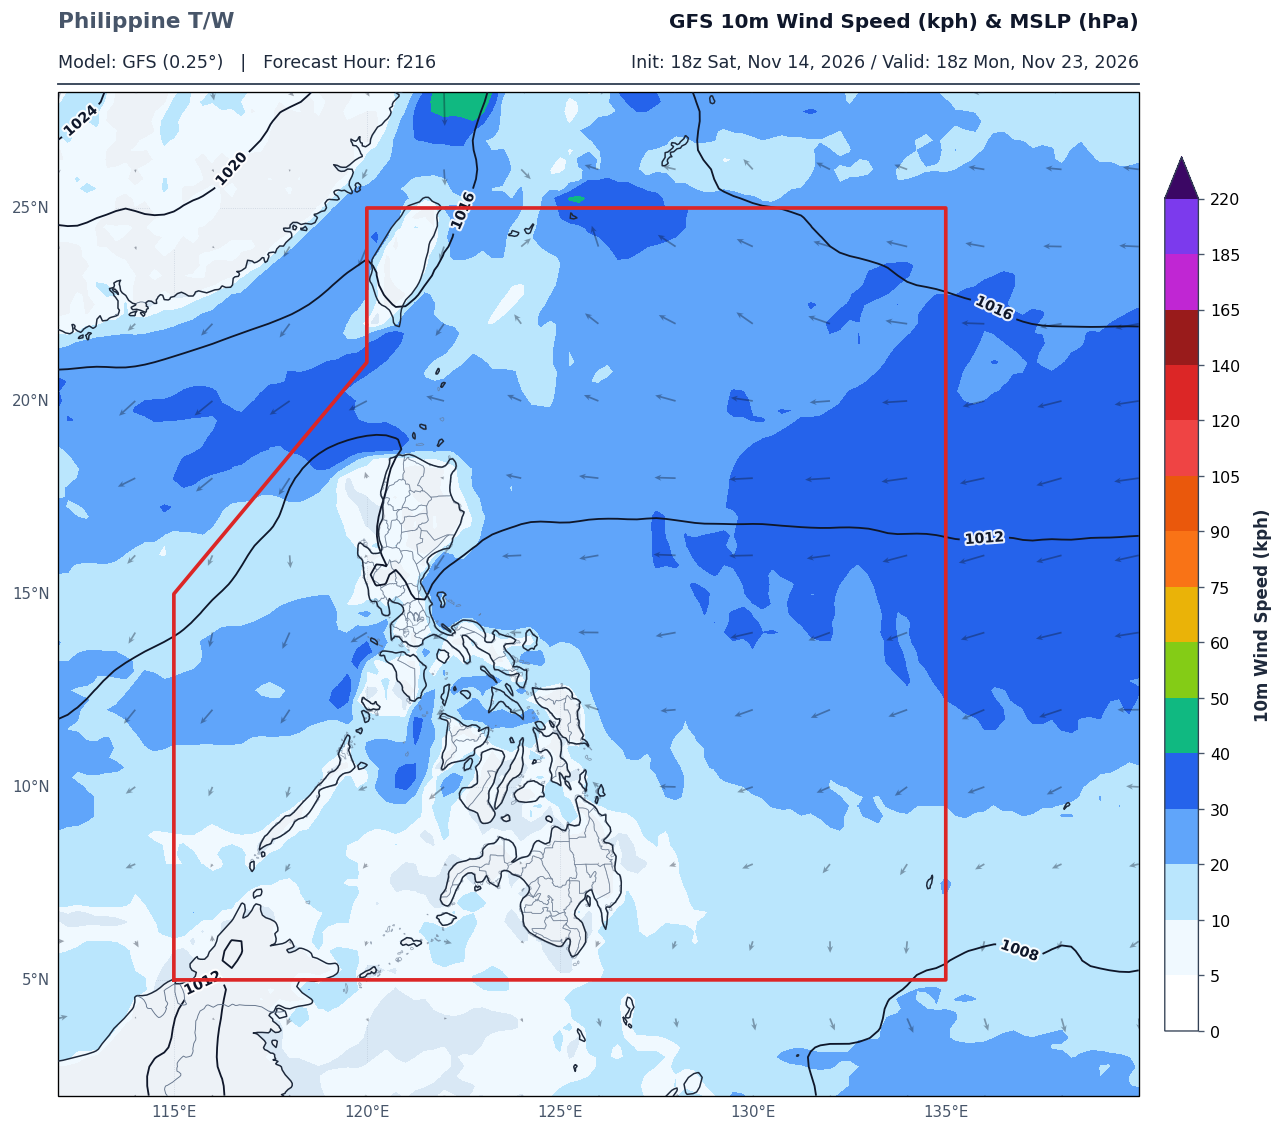 Philippine T/W
GFS 10m Wind Speed (kph) & MSLP (hPa)
Model: GFS (0.25°) | Forecast Hour: f216
Init: 18z Sat, Nov 14, 2026 / Valid: 18z Mon, Nov 23, 2026
1024
1020
1016
1016
1012
1012
1008
25°N
20°N
15°N
10°N
5°N
115°E
120°E
125°E
130°E
135°E
220
185
165
140
120
105
90
75
60
50
40
30
20
10
5
0
10m Wind Speed (kph)